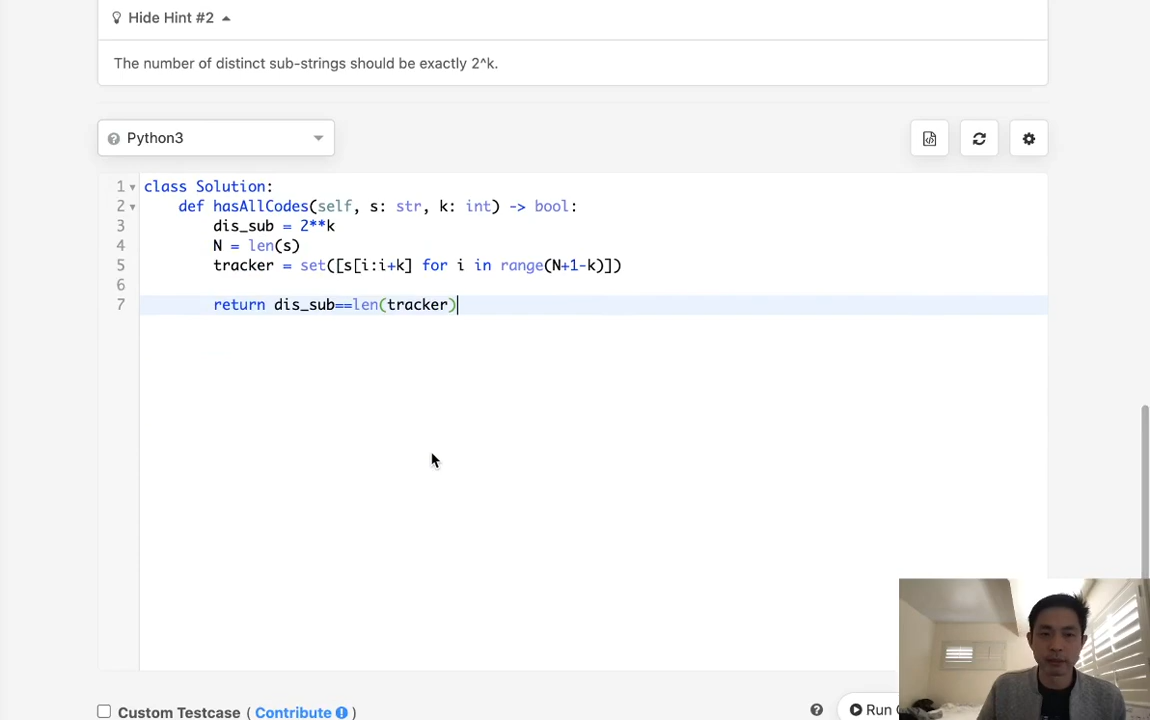 Hide Hint #2
The number of distinct sub-strings should be exactly 2^k.
Python3
1 class Solution:
2 def hasAllCodes(self, s: str, k: int) -> bool:
3 dis_sub = 2**k
4 N = len(s)
5 tracker = set([s[i:i+k] for i in range(N+1-k)])
6
7 return dis_sub==len(tracker)
Custom Testcase ( Contribute )
Run